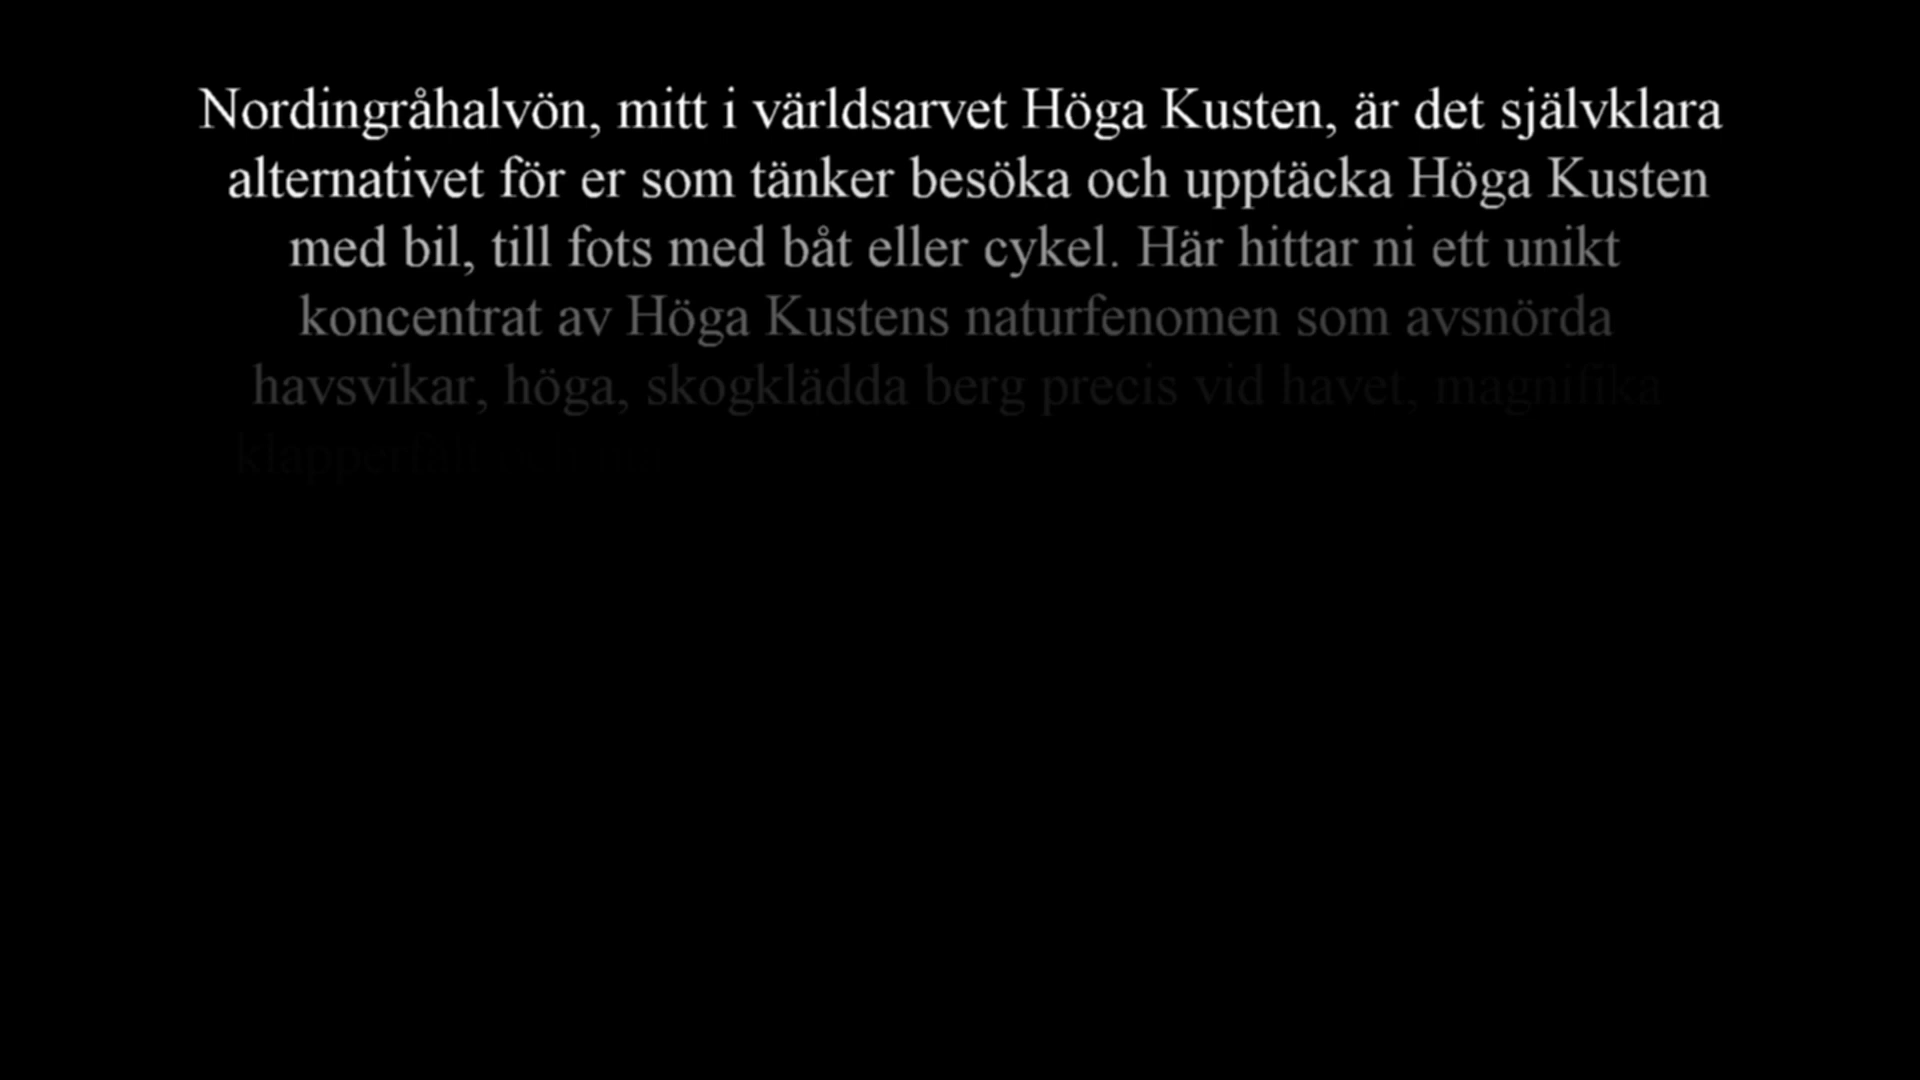 Nordingråhalvön, mitt i världsarvet Höga Kusten, är det självklara
alternativet för er som tänker besöka och upptäcka Höga Kusten
med bil, till fots med båt eller cykel. Här hittar ni ett unikt
koncentrat av Höga Kustens naturfenomen som avsnörda
havsvikar, höga, skogklädda berg precis vid havet, magnifika
klapperfält och